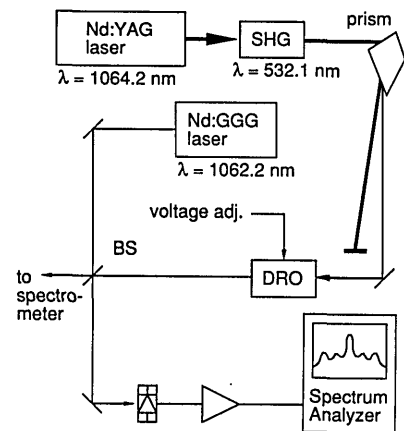 Nd:YAG
laser
SHG
prism
λ = 1064.2 nm
λ = 532.1 nm
Nd:GGG
laser
λ = 1062.2 nm
voltage adj.
BS
DRO
to
spectro-
meter
Spectrum
Analyzer